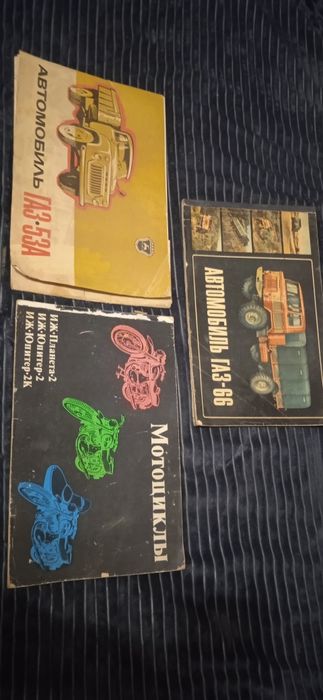 АВТОМОБИЛЬ
ГАЗ-53А
АВТОМОБИЛЬ ГАЗ-66
Мотоциклы
ИЖ-Планета-2
ИЖ-Юпитер-2
ИЖ-Юпитер-2К